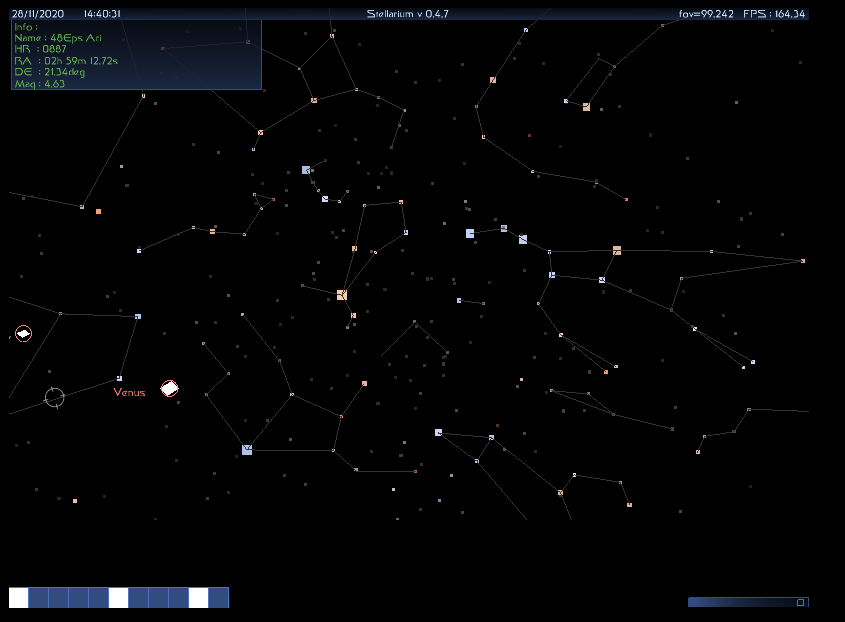 28/11/2020 14:40:31 Stellarium v 0.4.7 fov=99.242 FPS : 164.34
Info :
Name : 48Eps Ari
HR : 0887
RA : 02h 59m 12.72s
DE : 21.34deg
Mag : 4.63
Venus